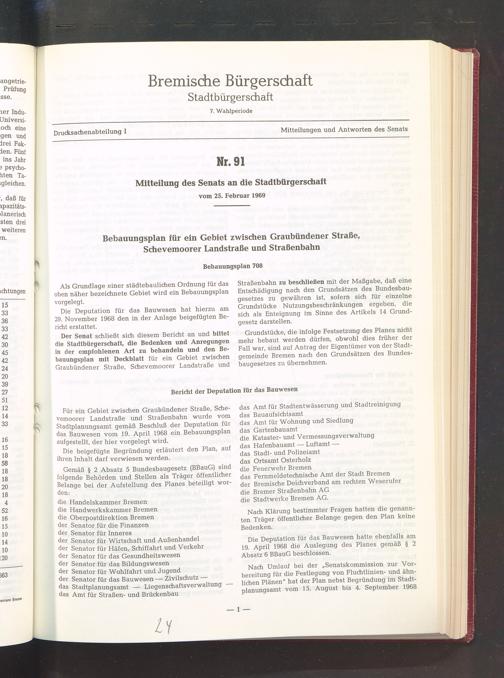 Bremische Bürgerschaft
Stadtbürgerschaft
7. Wahlperiode
Drucksachenabteilung I
Mitteilungen und Antworten des Senats
Nr. 91
Mitteilung des Senats an die Stadtbürgerschaft
vom 25. Februar 1969
Bebauungsplan für ein Gebiet zwischen Graubündener Straße,
Schevemoorer Landstraße und Straßenbahn
Bebauungsplan 708
Als Grundlage einer städtebaulichen Ordnung für das
oben näher bezeichnete Gebiet wird ein Bebauungsplan
vorgelegt.
Die Deputation für das Bauwesen hat hierzu am
29. November 1968 den in der Anlage beigefügten Be-
richt erstattet.
Der Senat schließt sich diesem Bericht an und bittet
die Stadtbürgerschaft, die Bedenken und Anregungen
in der empfohlenen Art zu behandeln und den Be-
bauungsplan mit Deckblatt für ein Gebiet zwischen
Graubündener Straße, Schevemoorer Landstraße und
Straßenbahn zu beschließen mit der Maßgabe, daß eine
Entschädigung nach den Grundsätzen des Bundesbau-
gesetzes zu gewähren ist, sofern sich für einzelne
Grundstücke Nutzungsbeschränkungen ergeben, die
sich als Enteignung im Sinne des Artikels 14 Grund-
gesetz darstellen.
Grundstücke, die infolge Festsetzung des Planes nicht
mehr bebaut werden dürfen, obwohl dies früher der
Fall war, sind auf Antrag der Eigentümer von der Stadt-
gemeinde Bremen nach den Grundsätzen des Bundes-
baugesetzes zu übernehmen.
Bericht der Deputation für das Bauwesen
Für ein Gebiet zwischen Graubündener Straße, Sche-
vemoorer Landstraße und Straßenbahn wurde vom
Stadtplanungsamt gemäß Beschluß der Deputation für
das Bauwesen vom 19. April 1968 ein Bebauungsplan
aufgestellt, der hier vorgelegt wird.
Die beigefügte Begründung erläutert den Plan, auf
ihren Inhalt darf verwiesen werden.
Gemäß § 2 Absatz 5 Bundesbaugesetz (BBauG) sind
folgende Behörden und Stellen als Träger öffentlicher
Belange bei der Aufstellung des Planes beteiligt wor-
den:
die Handelskammer Bremen
die Handwerkskammer Bremen
die Oberpostdirektion Bremen
der Senator für die Finanzen
der Senator für Inneres
der Senator für Wirtschaft und Außenhandel
der Senator für Häfen, Schiffahrt und Verkehr
der Senator für das Gesundheitswesen
der Senator für das Bildungswesen
der Senator für Wohlfahrt und Jugend
der Senator für das Bauwesen — Zivilschutz —
das Stadtplanungsamt — Liegenschaftsverwaltung —
das Amt für Straßen- und Brückenbau
das Amt für Stadtentwässerung und Stadtreinigung
das Bauaufsichtsamt
das Amt für Wohnung und Siedlung
das Gartenbauamt
die Kataster- und Vermessungsverwaltung
das Hafenbauamt — Luftamt —
das Stadt- und Polizeiamt
das Ortsamt Osterholz
die Feuerwehr Bremen
das Fernmeldetechnische Amt der Stadt Bremen
der Bremische Deichverband am rechten Weserufer
die Bremer Straßenbahn AG
die Stadtwerke Bremen AG.
Nach Klärung bestimmter Fragen hatten die genann-
ten Träger öffentlicher Belange gegen den Plan keine
Bedenken.
Die Deputation für das Bauwesen hatte ebenfalls am
19. April 1968 die Auslegung des Planes gemäß § 2
Absatz 6 BBauG beschlossen.
Nach Umlauf bei der „Senatskommission zur Vor-
bereitung für die Festlegung von Fluchtlinien- und ähn-
lichen Plänen" hat der Plan nebst Begründung im Stadt-
planungsamt vom 15. August bis 4. September 1968
— 1 —
24